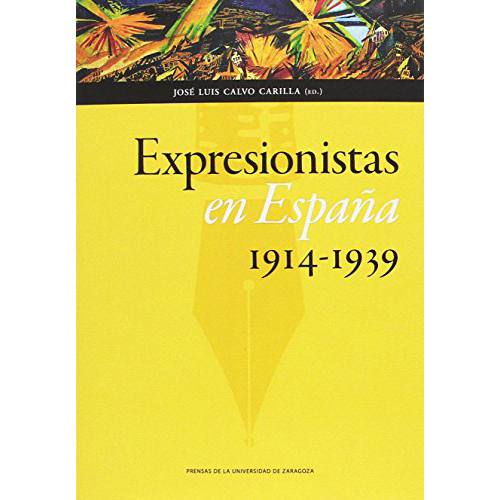 JOSÉ LUIS CALVO CARILLA (ED.)
Expresionistas
en España
1914-1939
PRENSAS DE LA UNIVERSIDAD DE ZARAGOZA